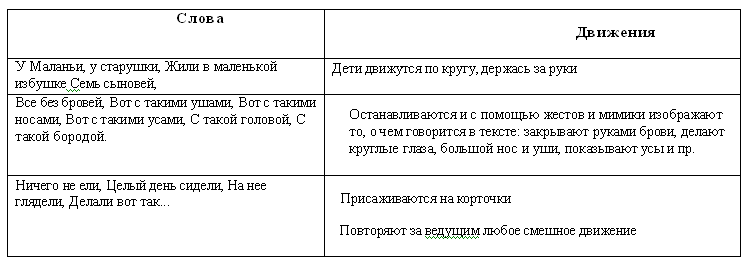 Слова
Движения
У Маланьи, у старушки, Жили в маленькой
избушке Семь сыновей,
Дети движутся по кругу, держась за руки
Все без бровей, Вот с такими ушами, Вот с такими
носами, Вот с такими усами, С такой головой, С
такой бородой.
Останавливаются и с помощью жестов и мимики изображают
то, о чем говорится в тексте: закрывают руками брови, делают
круглые глаза, большой нос и уши, показывают усы и пр.
Ничего не ели, Целый день сидели, На нее
глядели, Делали вот так...
Присаживаются на корточки
Повторяют за ведущим любое смешное движение